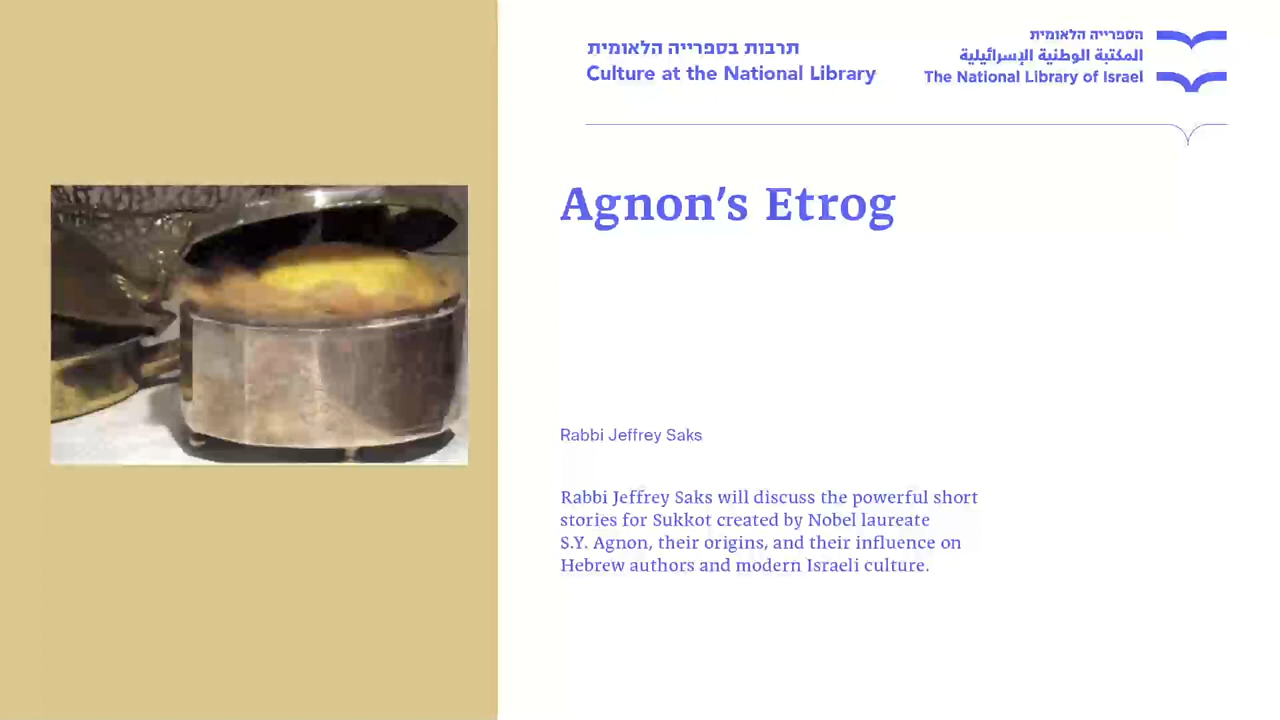 תרבות בספרייה הלאומית
Culture at the National Library
הספרייה הלאומית
المكتبة الوطنية الإسرائيلية
The National Library of Israel
Agnon’s Etrog
Rabbi Jeffrey Saks
Rabbi Jeffrey Saks will discuss the powerful short
stories for Sukkot created by Nobel laureate
S.Y. Agnon, their origins, and their influence on
Hebrew authors and modern Israeli culture.